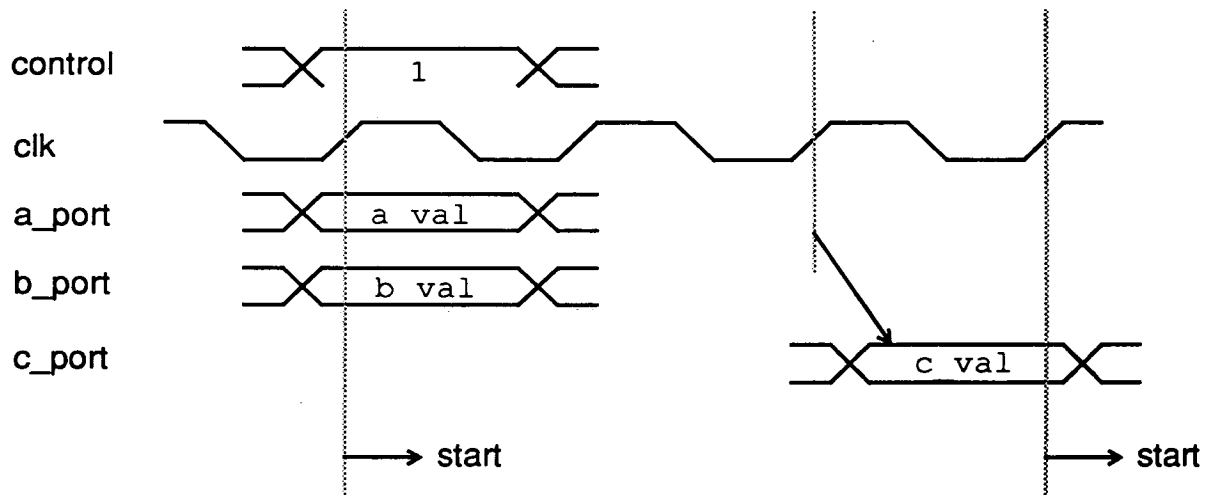 control
1
clk
a_port
a val
b_port
b val
c_port
c val
start
start